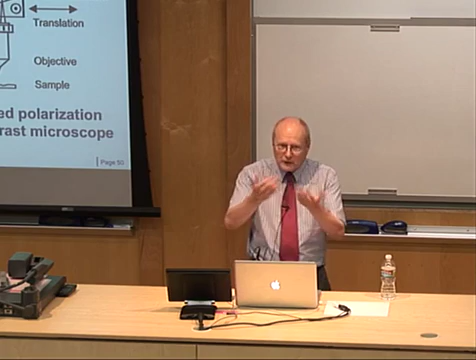 Translation
Objective
Sample
ed polarization
rast microscope
Page 50